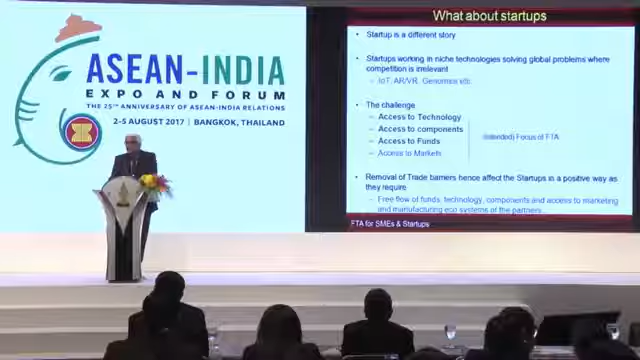 ASEAN-INDIA
EXPO AND FORUM
THE 25TH ANNIVERSARY OF ASEAN-INDIA RELATIONS
2-5 AUGUST 2017 | BANGKOK, THAILAND
What about startups
• Startup is a different story
• Startups working in niche technologies solving global problems where
competition is irrelevant
– IoT, AR/VR, Genomics etc.
• The challenge
– Access to Technology
– Access to components
– Access to Funds
– Access to Markets
(intended) Focus of FTA
• Removal of Trade barriers hence affect the Startups in a positive way as
they require
– Free flow of funds, technology, components and access to marketing
and manufacturing eco systems of the partners
FTA for SMEs & Startups